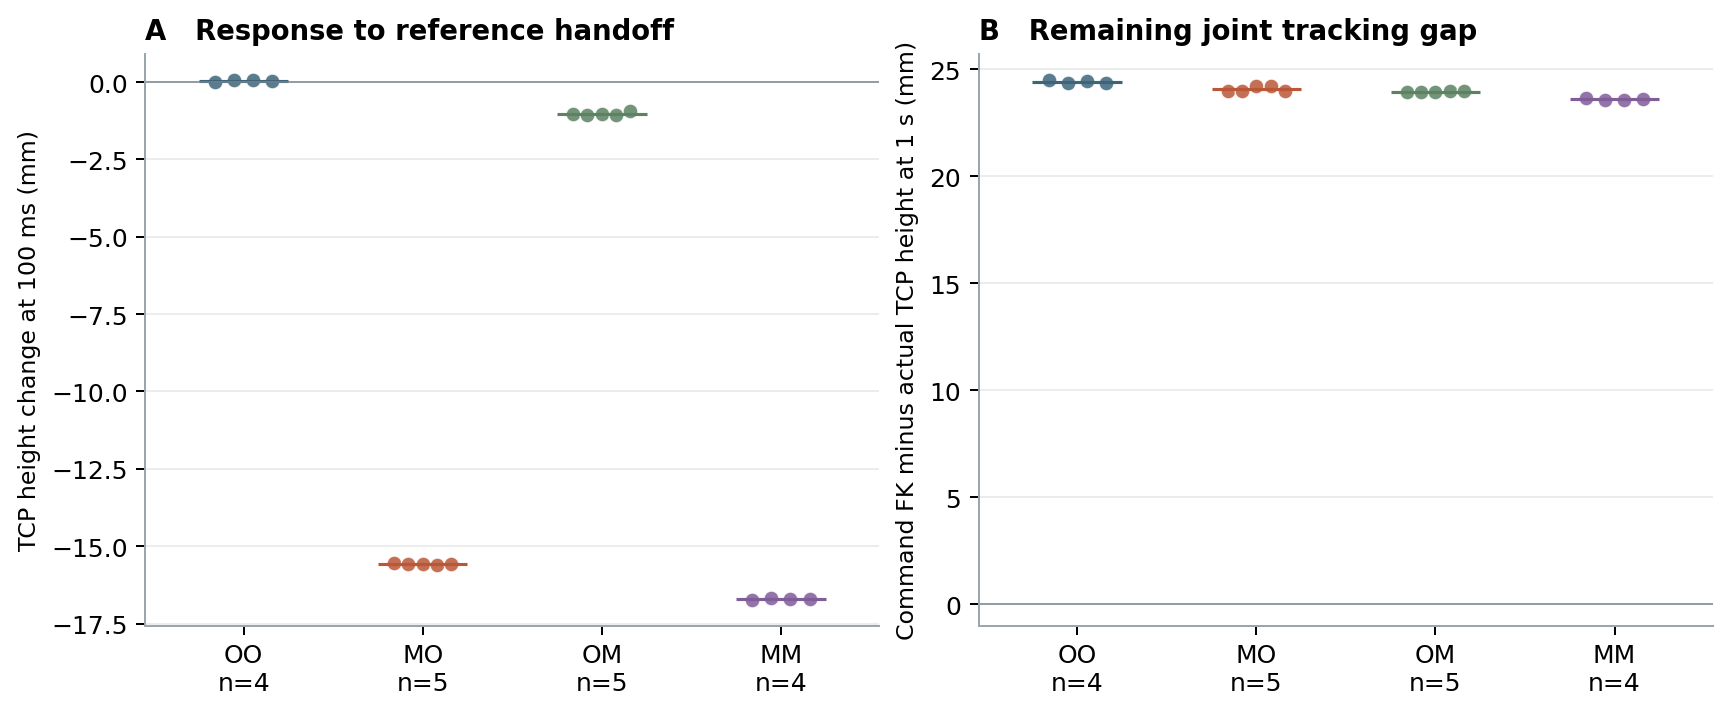 A Response to reference handoff
TCP height change at 100 ms (mm)
0.0
−2.5
−5.0
−7.5
−10.0
−12.5
−15.0
−17.5
OO
n=4
MO
n=5
OM
n=5
MM
n=4
B Remaining joint tracking gap
Command FK minus actual TCP height at 1 s (mm)
25
20
15
10
5
0
OO
n=4
MO
n=5
OM
n=5
MM
n=4